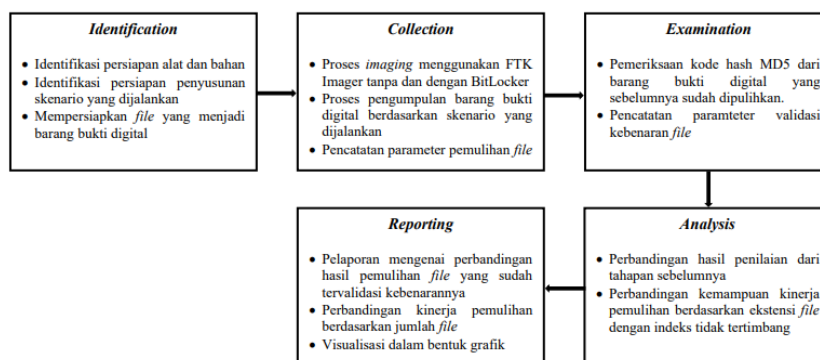 Identification
• Identifikasi persiapan alat dan bahan
• Identifikasi persiapan penyusunan
skenario yang dijalankan
• Mempersiapkan file yang menjadi
barang bukti digital
Collection
• Proses imaging menggunakan FTK
Imager tanpa dan dengan BitLocker
• Proses pengumpulan barang bukti
digital berdasarkan skenario yang
dijalankan
• Pencatatan parameter pemulihan file
Examination
• Pemeriksaan kode hash MD5 dari
barang bukti digital yang
sebelumnya sudah dipulihkan.
• Pencatatan paramteter validasi
kebenaran file
Reporting
• Pelaporan mengenai perbandingan
hasil pemulihan file yang sudah
tervalidasi kebenarannya
• Perbandingan kinerja pemulihan
berdasarkan jumlah file
• Visualisasi dalam bentuk grafik
Analysis
• Perbandingan hasil penilaian dari
tahapan sebelumnya
• Perbandingan kemampuan kinerja
pemulihan berdasarkan ekstensi file
dengan indeks tidak tertimbang